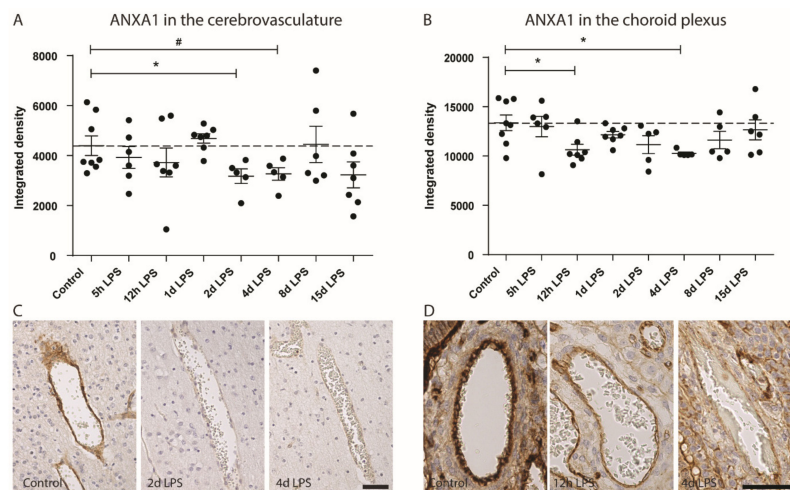 A ANXA1 in the cerebrovasculature
#
*
Integrated density
8000
6000
4000
2000
0
Control
5h LPS
12h LPS
1d LPS
2d LPS
4d LPS
8d LPS
15d LPS
B ANXA1 in the choroid plexus
*
*
Integrated density
20000
15000
10000
5000
0
Control
5h LPS
12h LPS
1d LPS
2d LPS
4d LPS
8d LPS
15d LPS
C
Control
2d LPS
4d LPS
D
Control
12h LPS
4d LPS